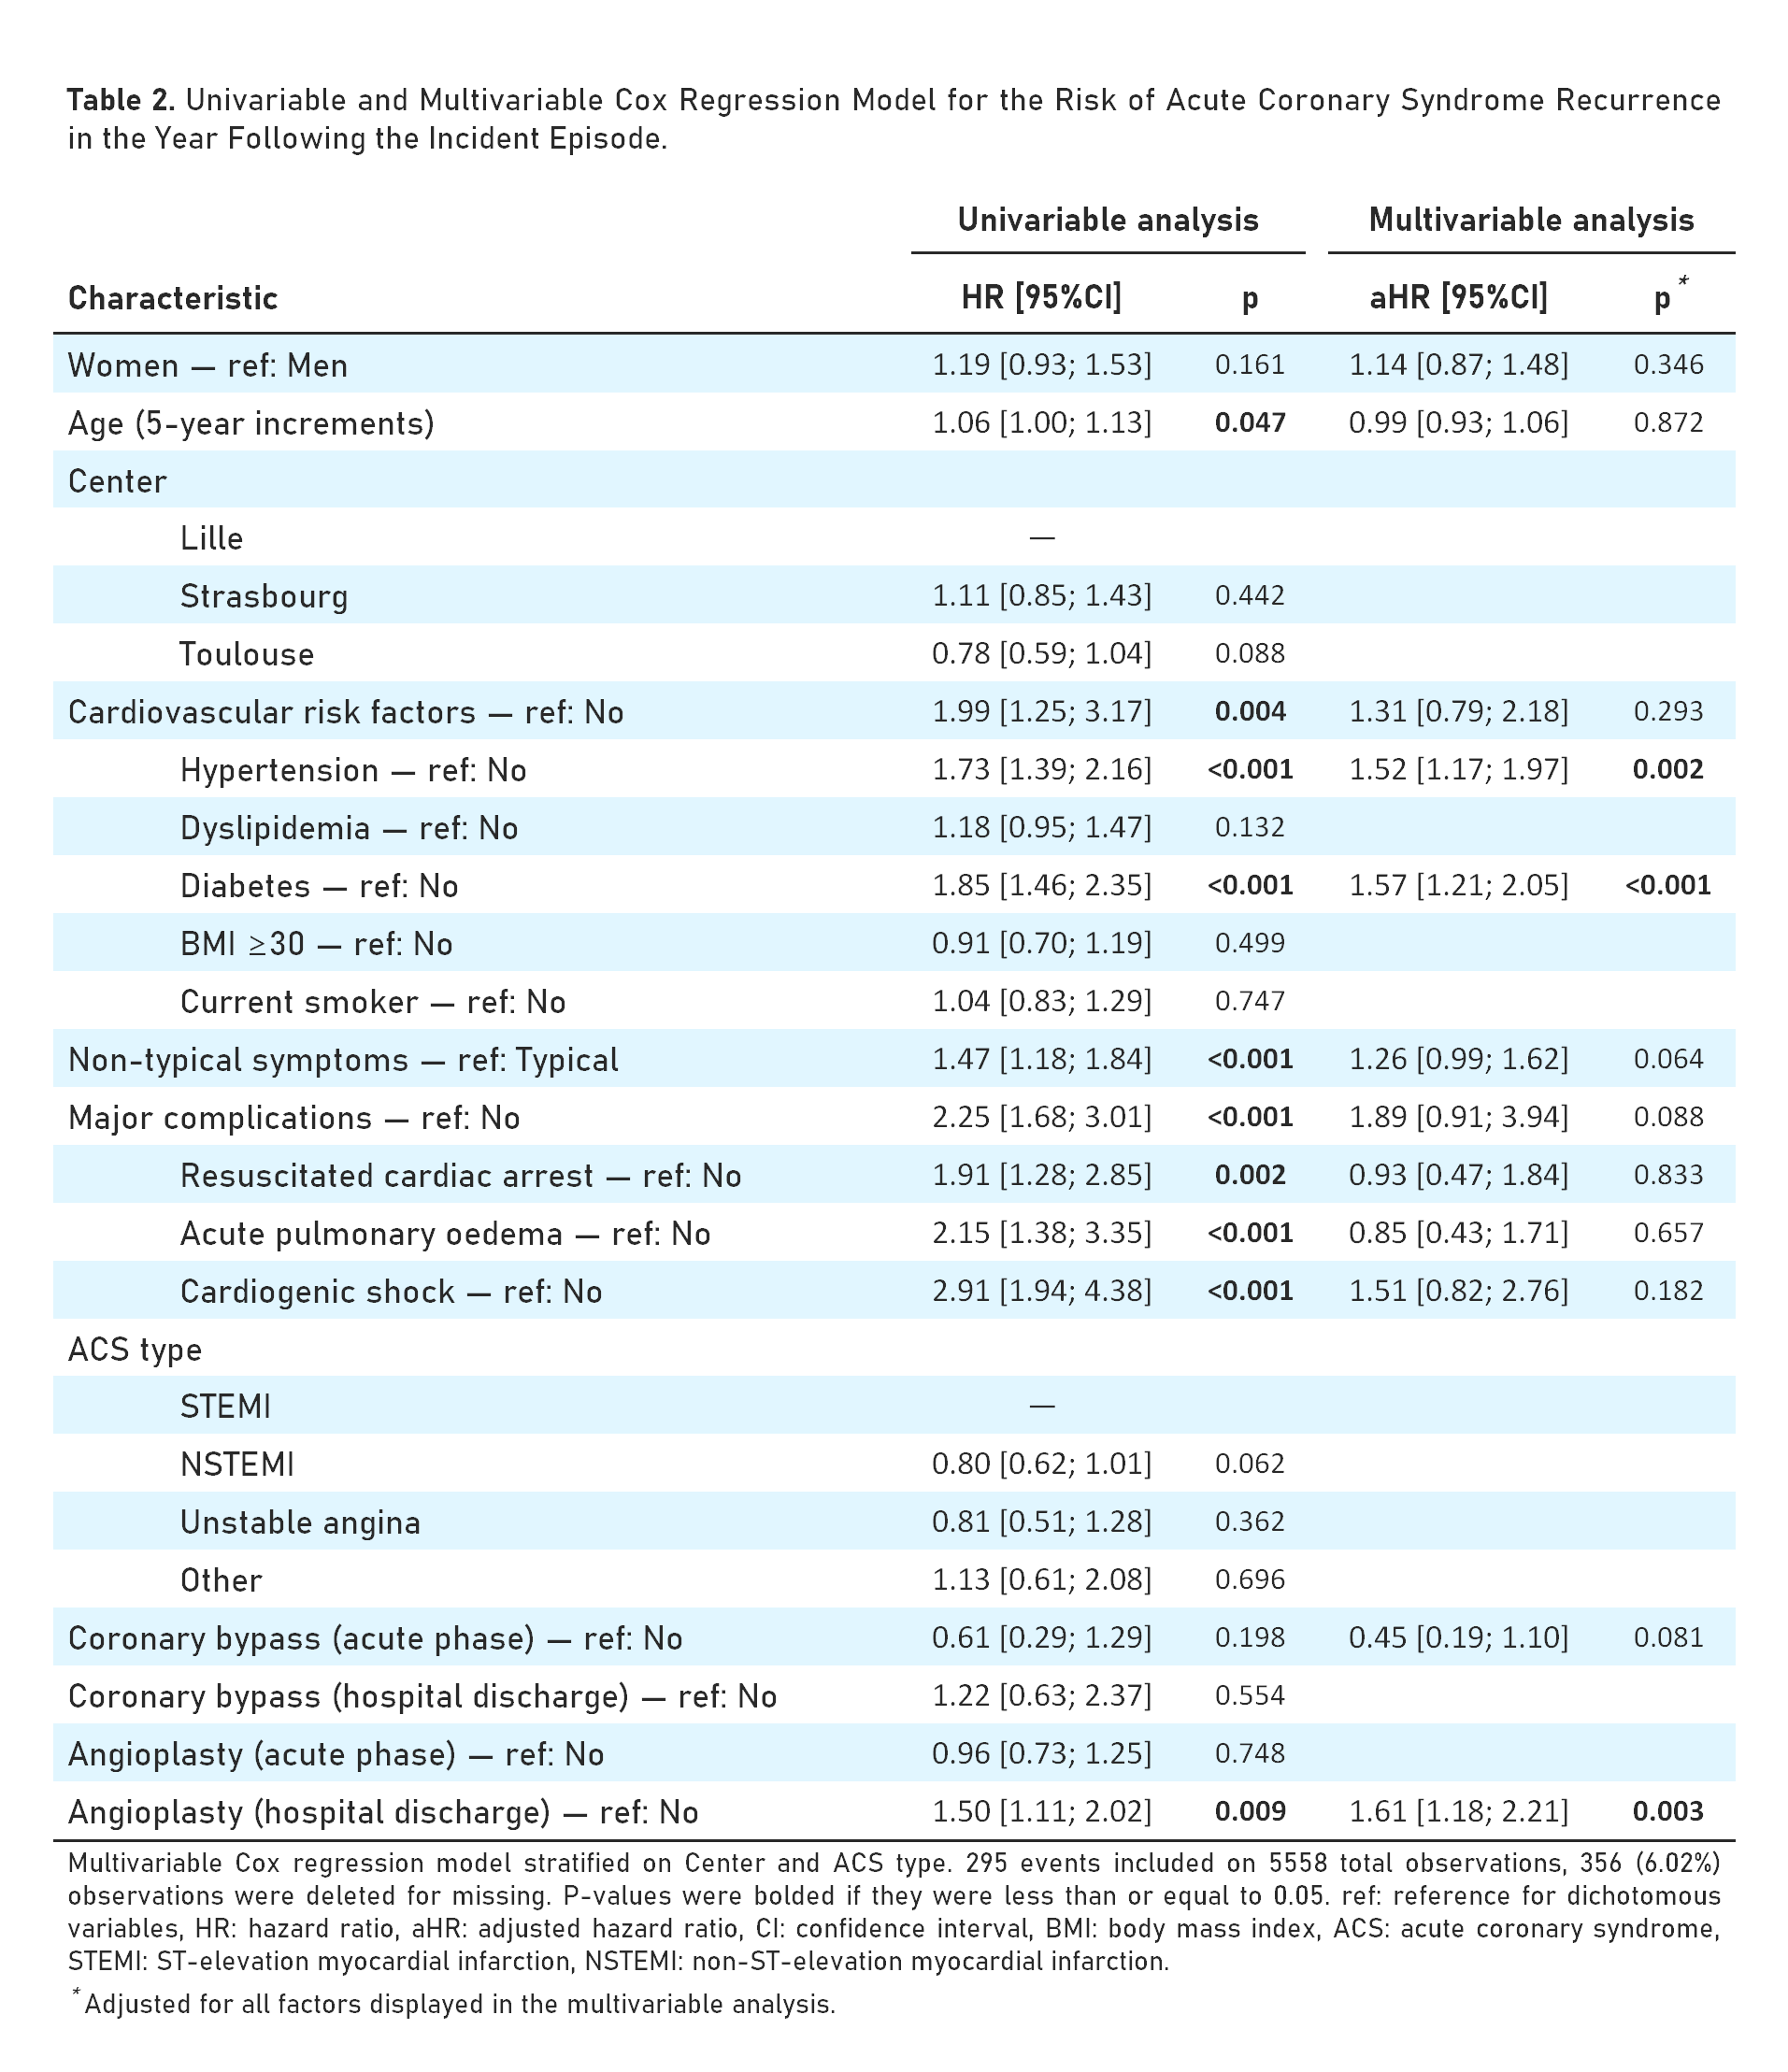 Table 2. Univariable and Multivariable Cox Regression Model for the Risk of Acute Coronary Syndrome Recurrence
in the Year Following the Incident Episode.
Univariable analysis Multivariable analysis
Characteristic HR [95%CI] p aHR [95%CI] p*
Women — ref: Men 1.19 [0.93; 1.53] 0.161 1.14 [0.87; 1.48] 0.346
Age (5-year increments) 1.06 [1.00; 1.13] 0.047 0.99 [0.93; 1.06] 0.872
Center
Lille —
Strasbourg 1.11 [0.85; 1.43] 0.442
Toulouse 0.78 [0.59; 1.04] 0.088
Cardiovascular risk factors — ref: No 1.99 [1.25; 3.17] 0.004 1.31 [0.79; 2.18] 0.293
Hypertension — ref: No 1.73 [1.39; 2.16] <0.001 1.52 [1.17; 1.97] 0.002
Dyslipidemia — ref: No 1.18 [0.95; 1.47] 0.132
Diabetes — ref: No 1.85 [1.46; 2.35] <0.001 1.57 [1.21; 2.05] <0.001
BMI ≥30 — ref: No 0.91 [0.70; 1.19] 0.499
Current smoker — ref: No 1.04 [0.83; 1.29] 0.747
Non-typical symptoms — ref: Typical 1.47 [1.18; 1.84] <0.001 1.26 [0.99; 1.62] 0.064
Major complications — ref: No 2.25 [1.68; 3.01] <0.001 1.89 [0.91; 3.94] 0.088
Resuscitated cardiac arrest — ref: No 1.91 [1.28; 2.85] 0.002 0.93 [0.47; 1.84] 0.833
Acute pulmonary oedema — ref: No 2.15 [1.38; 3.35] <0.001 0.85 [0.43; 1.71] 0.657
Cardiogenic shock — ref: No 2.91 [1.94; 4.38] <0.001 1.51 [0.82; 2.76] 0.182
ACS type
STEMI —
NSTEMI 0.80 [0.62; 1.01] 0.062
Unstable angina 0.81 [0.51; 1.28] 0.362
Other 1.13 [0.61; 2.08] 0.696
Coronary bypass (acute phase) — ref: No 0.61 [0.29; 1.29] 0.198 0.45 [0.19; 1.10] 0.081
Coronary bypass (hospital discharge) — ref: No 1.22 [0.63; 2.37] 0.554
Angioplasty (acute phase) — ref: No 0.96 [0.73; 1.25] 0.748
Angioplasty (hospital discharge) — ref: No 1.50 [1.11; 2.02] 0.009 1.61 [1.18; 2.21] 0.003
Multivariable Cox regression model stratified on Center and ACS type. 295 events included on 5558 total observations, 356 (6.02%)
observations were deleted for missing. P-values were bolded if they were less than or equal to 0.05. ref: reference for dichotomous
variables, HR: hazard ratio, aHR: adjusted hazard ratio, CI: confidence interval, BMI: body mass index, ACS: acute coronary syndrome,
STEMI: ST-elevation myocardial infarction, NSTEMI: non-ST-elevation myocardial infarction.
*Adjusted for all factors displayed in the multivariable analysis.